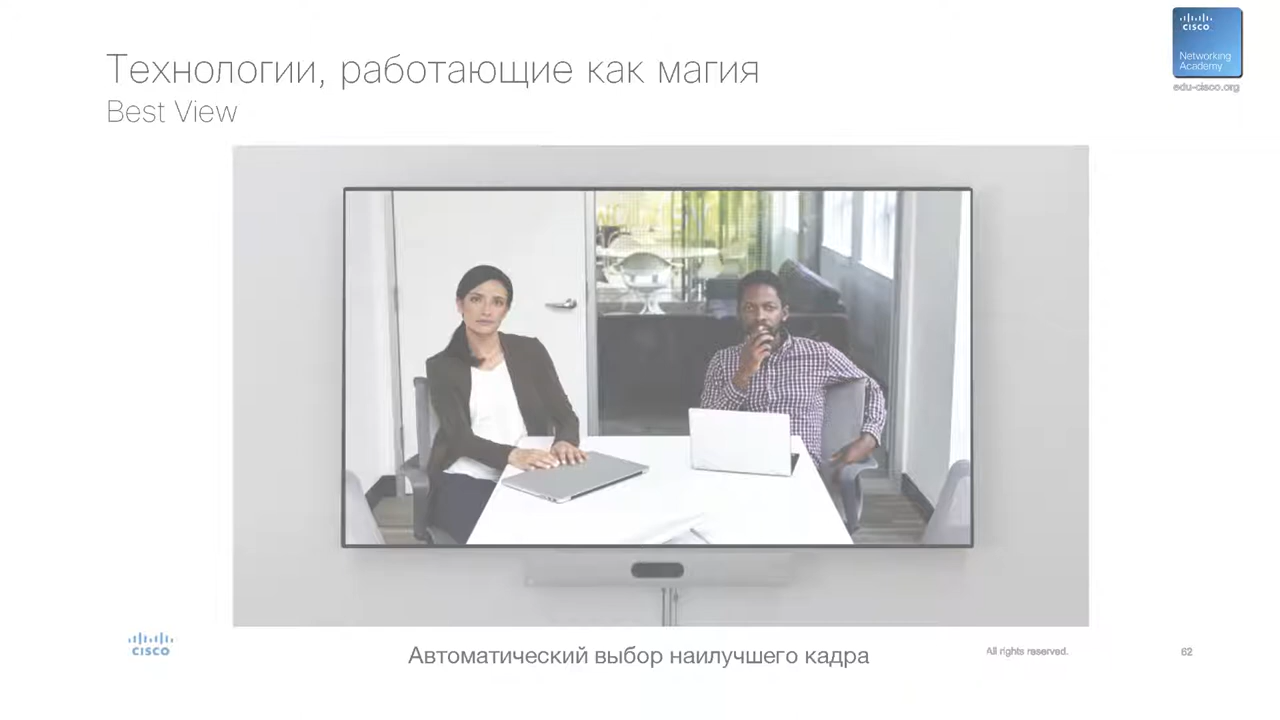 Технологии, работающие как магия
Best View
CISCO
Networking
Academy
edu-cisco.org
CISCO
Автоматический выбор наилучшего кадра
All rights reserved.
62